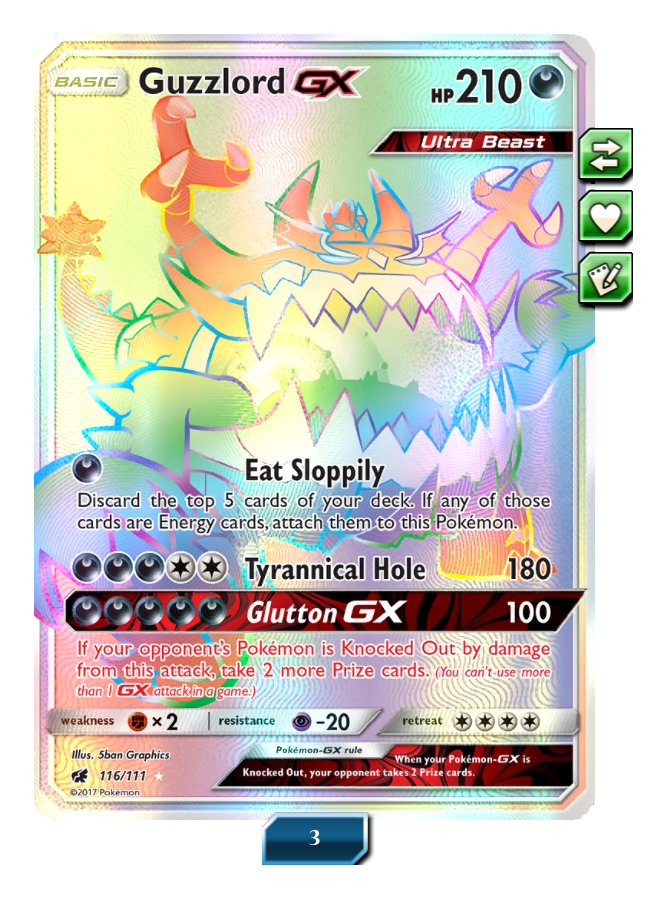 BASIC Guzzlord GX HP 210
Ultra Beast
Eat Sloppily
Discard the top 5 cards of your deck. If any of those
cards are Energy cards, attach them to this Pokémon.
Tyrannical Hole 180
Glutton GX 100
If your opponent's Pokémon is Knocked Out by damage
from this attack, take 2 more Prize cards. (You can't use more
than 1 GX attack in a game.)
weakness ×2 resistance -20 retreat
Illus. 5ban Graphics
116/111
©2017 Pokémon
Pokémon-GX rule
When your Pokémon-GX is
Knocked Out, your opponent takes 2 Prize cards.
3